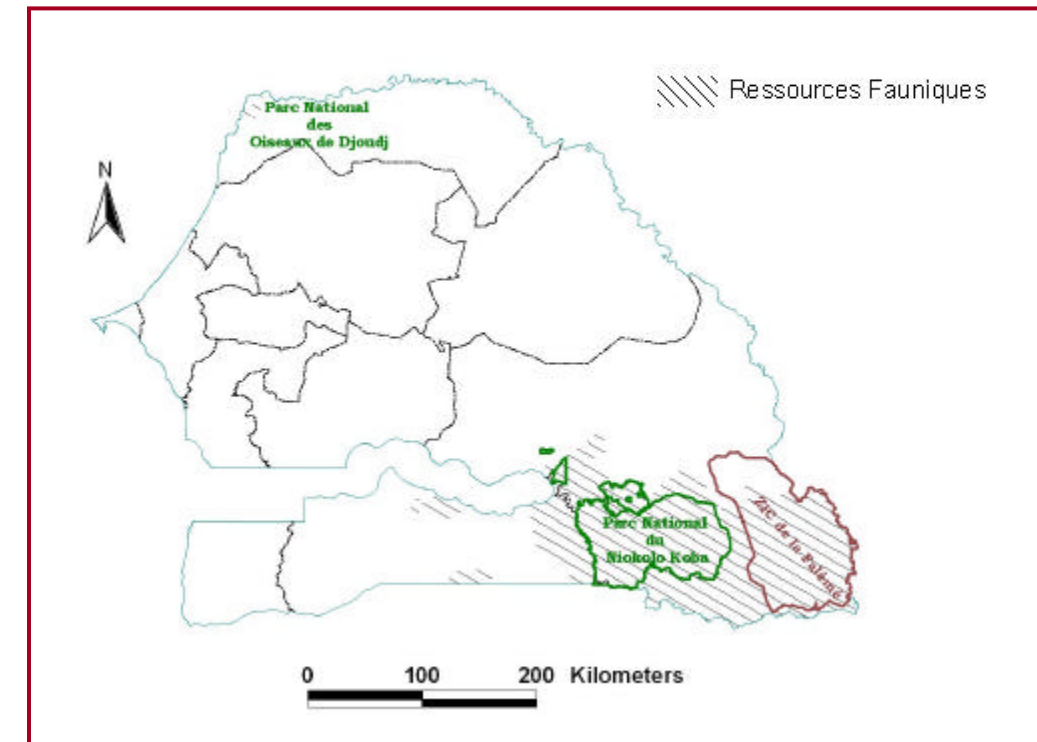 Ressources Fauniques
Parc National
des
Oiseaux de Djoudj
N
Parc National
du
Niokolo Koba
ZIC de la Falémé
0 100 200 Kilometers